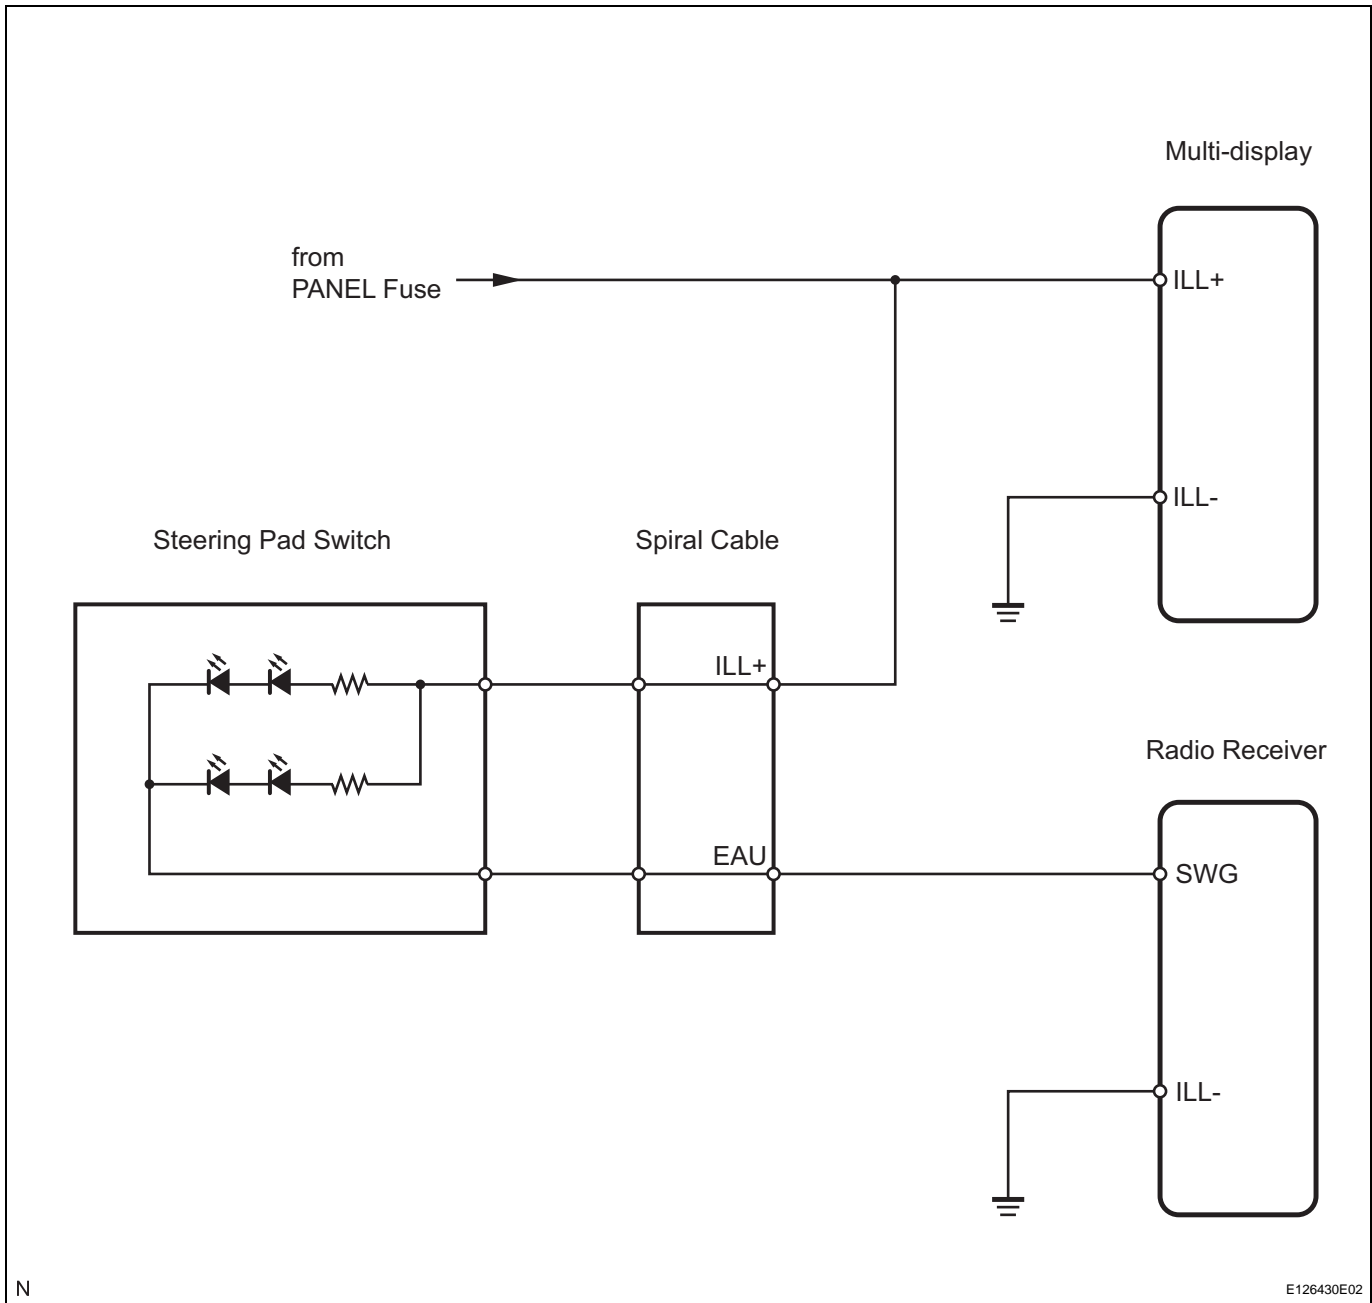 Multi-display
from
PANEL Fuse
ILL+
ILL-
Steering Pad Switch
Spiral Cable
ILL+
Radio Receiver
EAU
SWG
ILL-
N
E126430E02